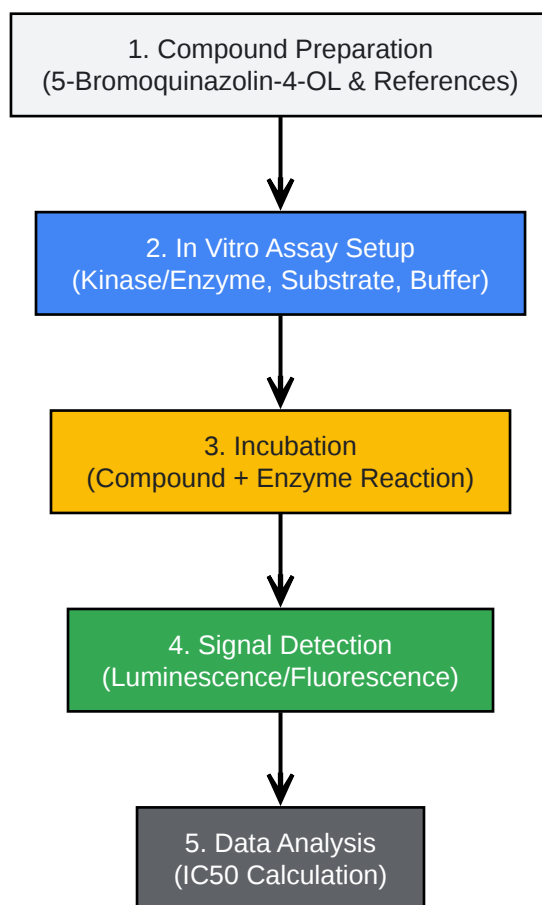 1. Compound Preparation
(5-Bromoquinazolin-4-OL & References)
2. In Vitro Assay Setup
(Kinase/Enzyme, Substrate, Buffer)
3. Incubation
(Compound + Enzyme Reaction)
4. Signal Detection
(Luminescence/Fluorescence)
5. Data Analysis
(IC50 Calculation)